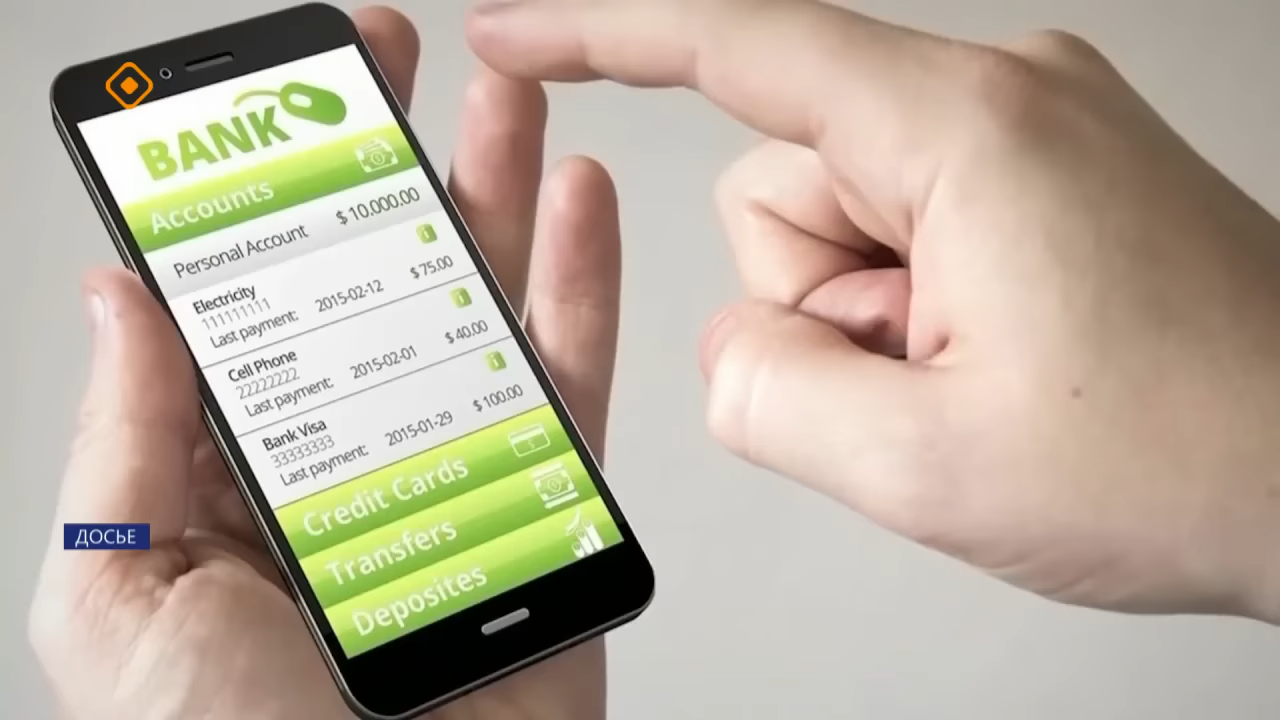 BANK
Accounts
Personal Account $ 10.000.00
Electricity
111111111
Last payment: 2015-02-12 $ 75.00
Cell Phone
22222222
Last payment: 2015-02-01 $ 40.00
Bank Visa
33333333
Last payment: 2015-01-29 $ 100.00
Credit Cards
Transfers
Deposites
ДОСЬЕ